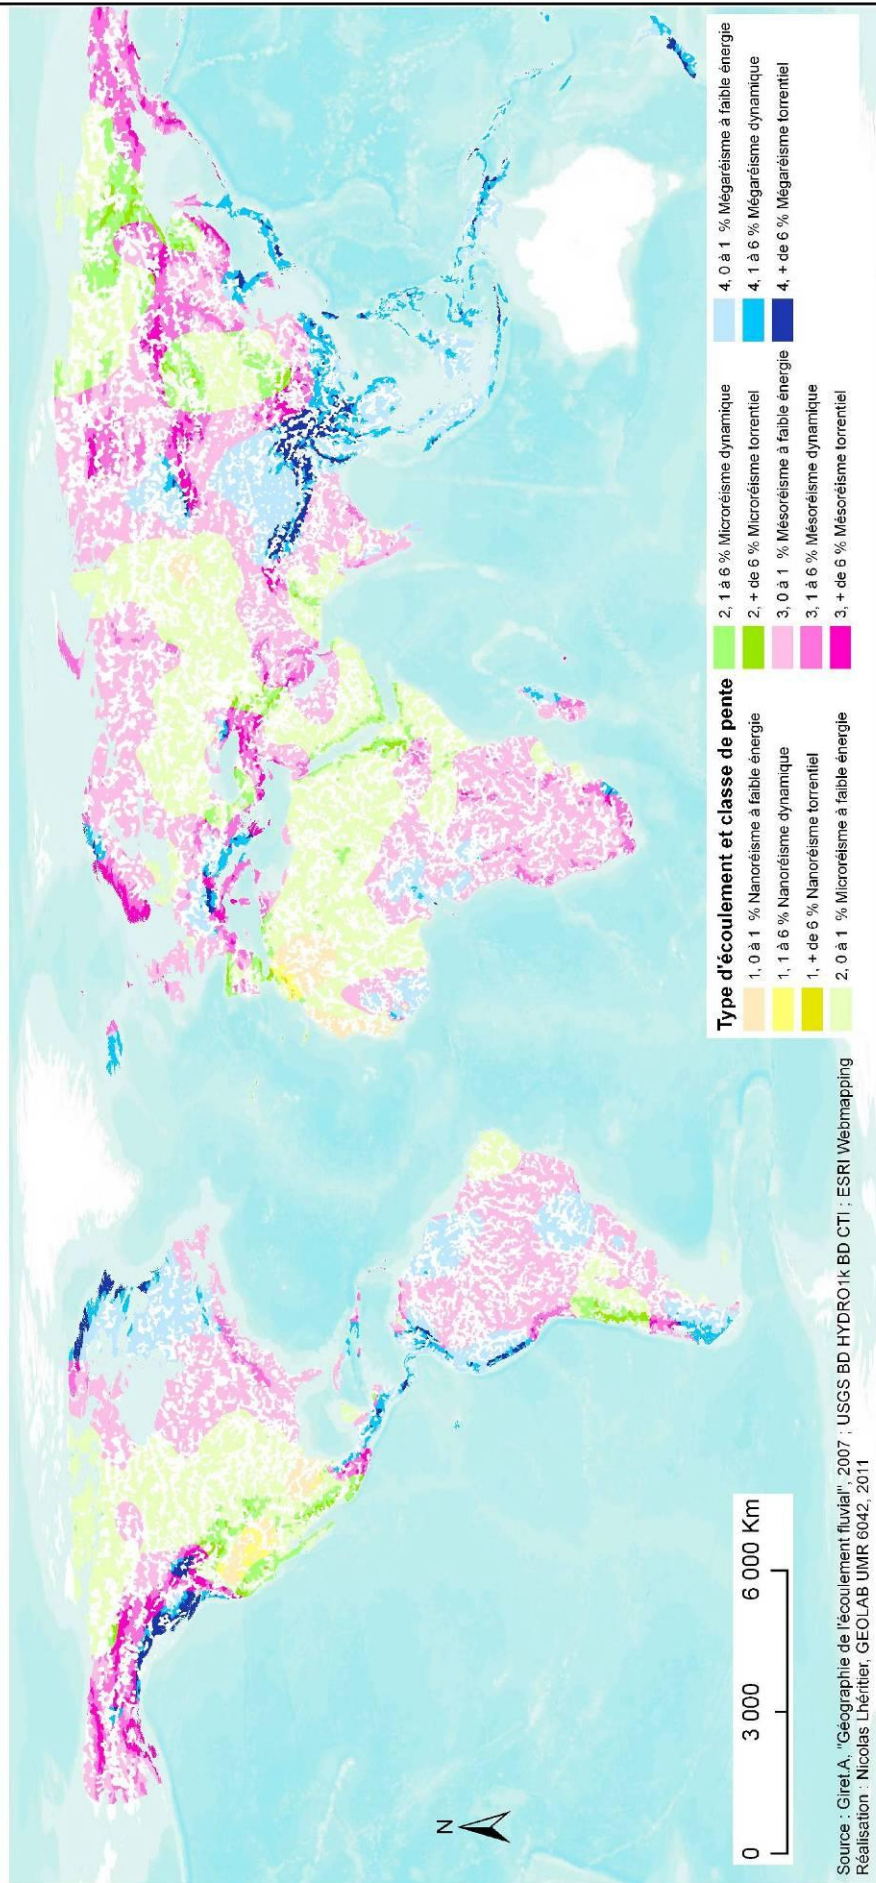 N
0 3 000 6 000 Km
Type d'écoulement et classe de pente
1, 0 à 1 % Nanoréisme à faible énergie
1, 1 à 6 % Nanoréisme dynamique
1, + de 6 % Nanoréisme torrentiel
2, 0 à 1 % Microréisme à faible énergie
2, 1 à 6 % Microréisme dynamique
2, + de 6 % Microréisme torrentiel
3, 0 à 1 % Mésoréisme à faible énergie
3, 1 à 6 % Mésoréisme dynamique
3, + de 6 % Mésoréisme torrentiel
4, 0 à 1 % Mégaréisme à faible énergie
4, 1 à 6 % Mégaréisme dynamique
4, + de 6 % Mégaréisme torrentiel
Source : Giret.A, "Géographie de l'écoulement fluvial", 2007 ; USGS BD HYDRO1k BD CTI ; ESRI Webmapping
Réalisation : Nicolas Lhéritier, GEOLAB UMR 6042, 2011